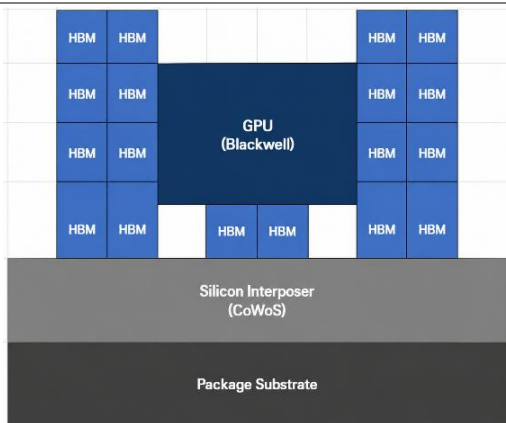 HBM HBM HBM HBM
HBM HBM HBM HBM
GPU
(Blackwell)
HBM HBM HBM HBM
HBM HBM HBM HBM HBM HBM
Silicon Interposer
(CoWoS)
Package Substrate